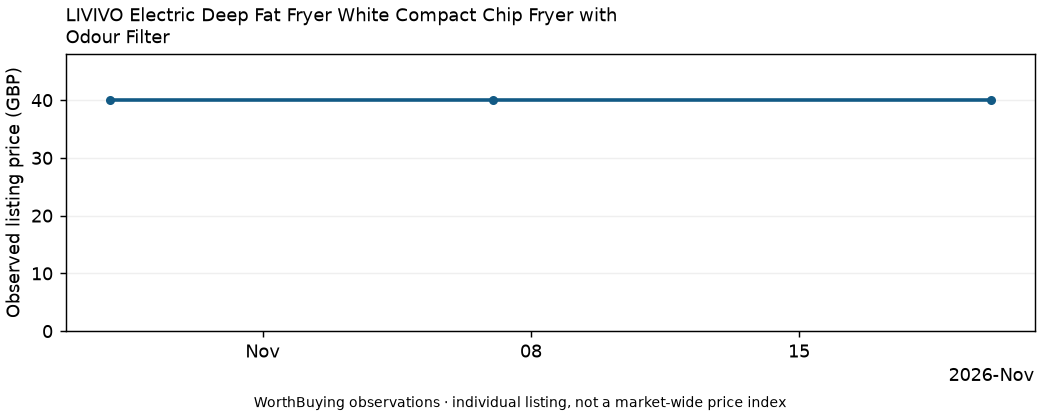 LIVIVO Electric Deep Fat Fryer White Compact Chip Fryer with
Odour Filter
Observed listing price (GBP)
40
30
20
10
0
Nov
08
15
2026-Nov
WorthBuying observations · individual listing, not a market-wide price index